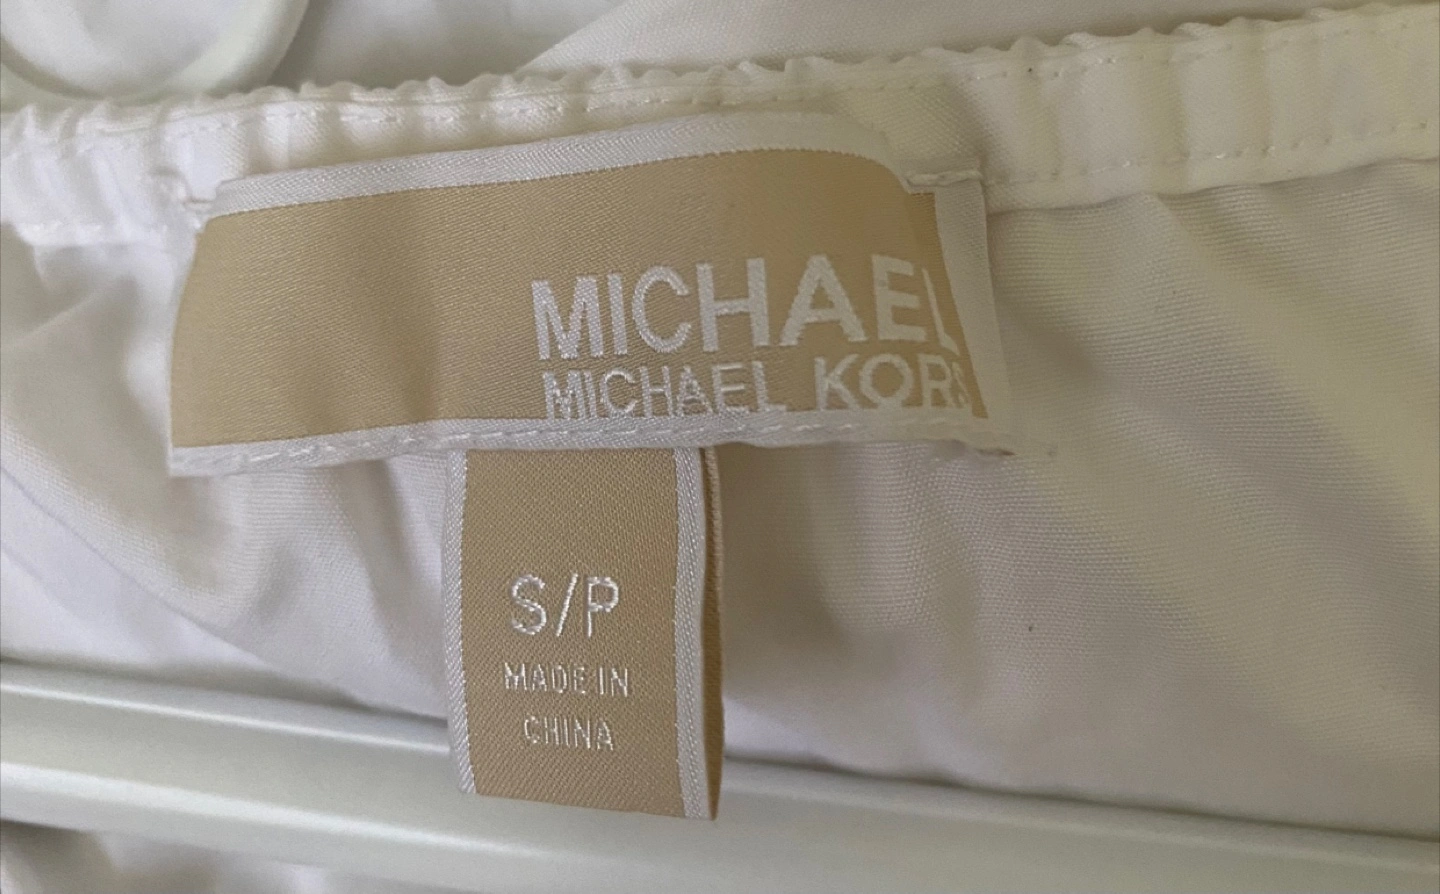 MICHAEL
MICHAEL KORS
S/P
MADE IN
CHINA